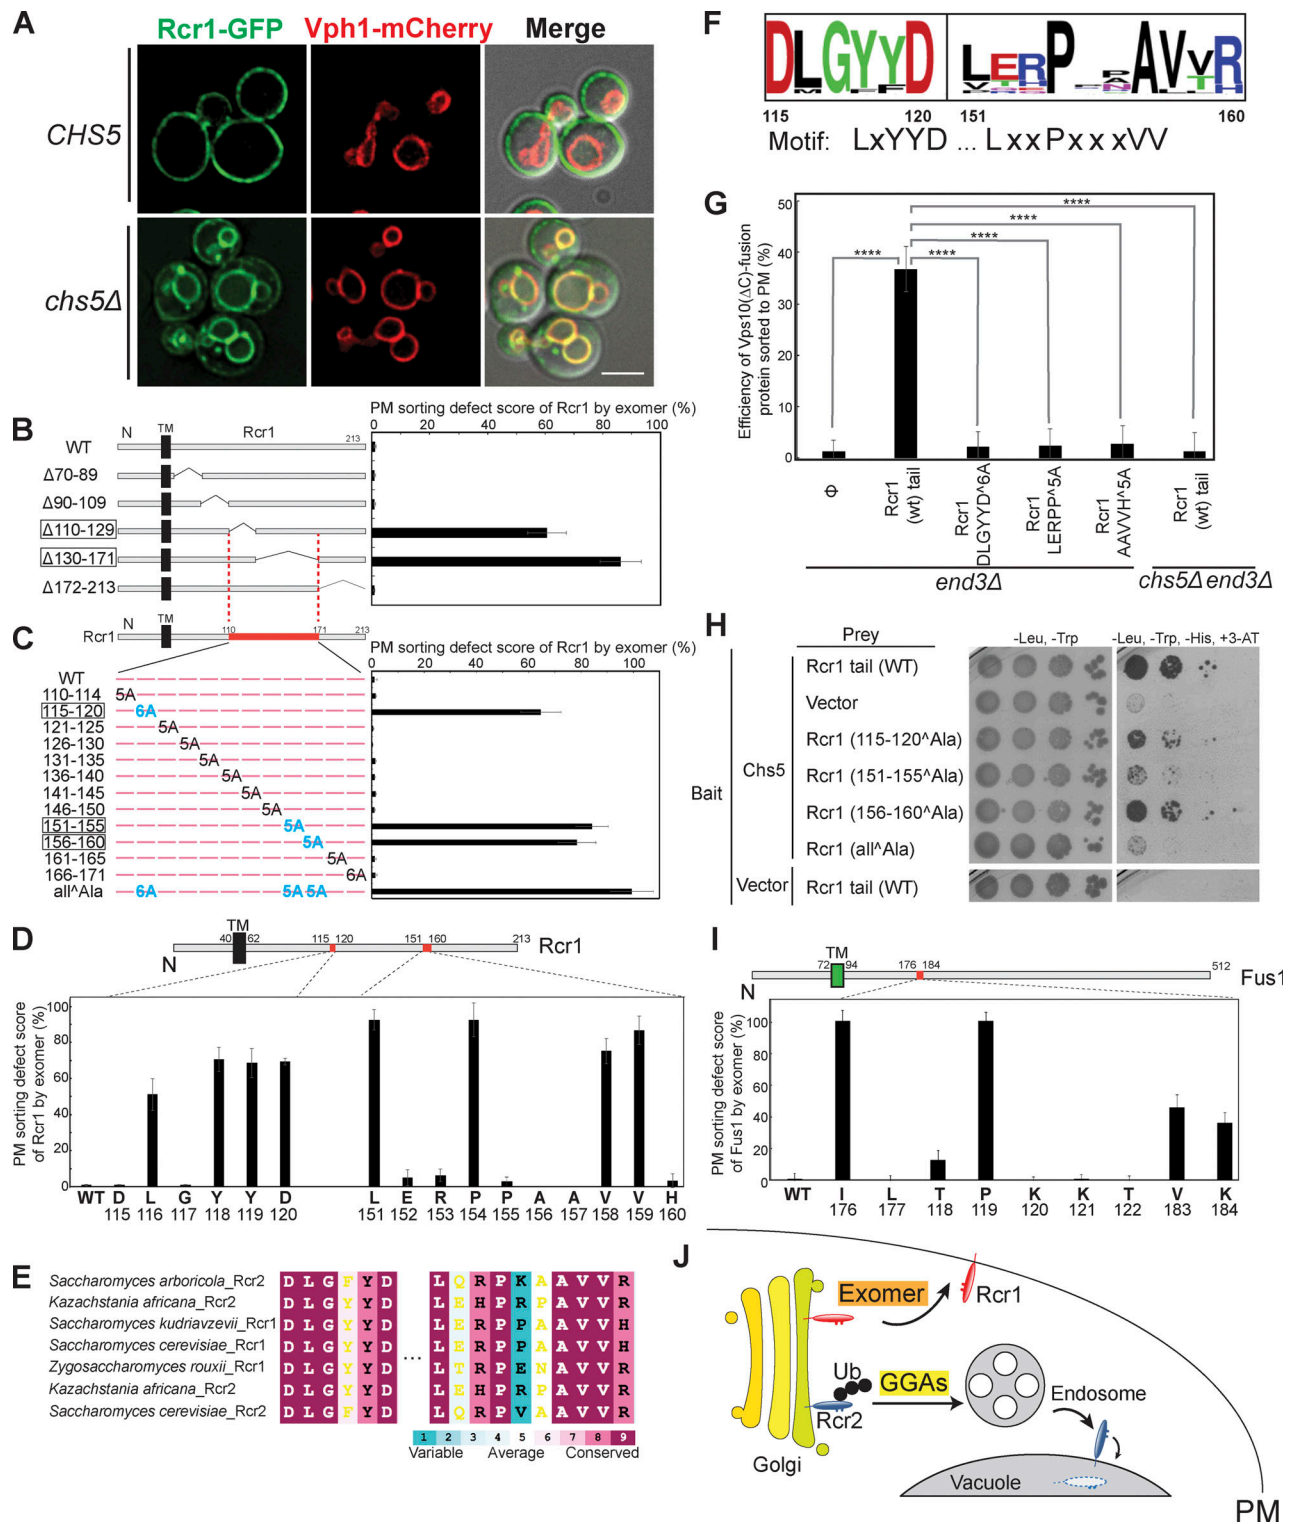 A
Rcr1-GFP Vph1-mCherry Merge
CHS5
chs5Δ
B
PM sorting defect score of Rcr1 by exomer (%)
0 20 40 60 80 100
N TM Rcr1 213
WT
Δ70-89
Δ90-109
Δ110-129
Δ130-171
Δ172-213
C
N TM 110 171 213
Rcr1
PM sorting defect score of Rcr1 by exomer (%)
0 20 40 60 80 100
WT
110-114 5A
115-120 6A
121-125 5A
126-130 5A
131-135 5A
136-140 5A
141-145 5A
146-150 5A
151-155 5A
156-160 5A
161-165 5A
166-171 6A
all^Ala 6A 5A 5A
D
TM
40 62 115 120 151 160 213
Rcr1
N
PM sorting defect score
of Rcr1 by exomer (%)
100
80
60
40
20
0
WT D L G Y Y D L E R P P A A V V H
115 116 117 118 119 120 151 152 153 154 155 156 157 158 159 160
E
Saccharomyces arboricola_Rcr2 D L G F Y D L Q R P K A A V V R
Kazachstania africana_Rcr2 D L G Y Y D L E H P R P A V V R
Saccharomyces kudriavzevii_Rcr1 D L G Y Y D L E R P P A A V V H
Saccharomyces cerevisiae_Rcr1 D L G Y Y D ... L E R P P A A V V H
Zygosaccharomyces rouxii_Rcr1 D L G Y Y D L T R P E N A V V R
Kazachstania africana_Rcr2 D L G Y Y D L E H P R P A V V R
Saccharomyces cerevisiae_Rcr2 D L G F Y D L Q R P V A A V V R
1 2 3 4 5 6 7 8 9
Variable Average Conserved
F
DLGYYD LERP AVVR
115 120 151 160
Motif: LxYYD ... LxxPxxxVV
G
Efficiency of Vps10(ΔC)-fusion
protein sorted to PM (%)
50
40
30
20
10
0
**** **** **** **** ****
Φ
Rcr1
(wt) tail
Rcr1
DLGYYD^6A
Rcr1
LERPP^5A
Rcr1
AAVVH^5A
Rcr1
(wt) tail
end3Δ chs5Δ end3Δ
H
Prey -Leu, -Trp -Leu, -Trp, -His, +3-AT
Rcr1 tail (WT)
Vector
Rcr1 (115-120^Ala)
Chs5 Rcr1 (151-155^Ala)
Bait
Rcr1 (156-160^Ala)
Rcr1 (all^Ala)
Vector Rcr1 tail (WT)
I
TM
72 94 176 184 512
Fus1
N
PM sorting defect score
of Fus1 by exomer (%)
100
80
60
40
20
0
WT I L T P K K T V K
176 177 118 119 120 121 122 183 184
J
Exomer
Rcr1
Ub
GGAs
Rcr2
Endosome
Golgi
Vacuole
PM